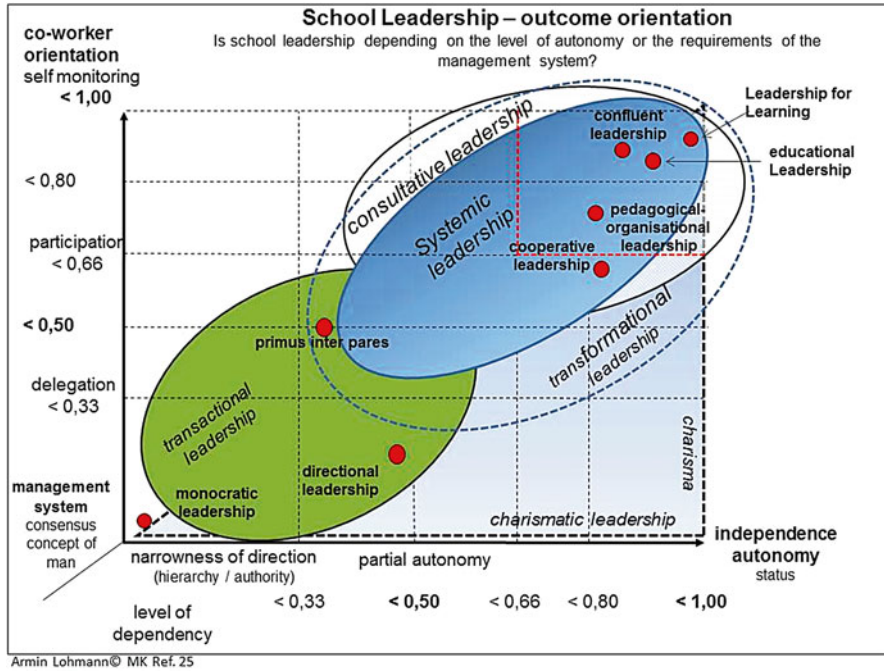 School Leadership – outcome orientation
Is school leadership depending on the level of autonomy or the requirements of the
management system?
co-worker
orientation
self monitoring
< 1,00
< 0,80
participation
< 0,66
< 0,50
delegation
< 0,33
management
system
consensus
concept of
man
consultative leadership
Systemic
leadership
confluent
leadership
Leadership for
Learning
educational
Leadership
pedagogical-
organisational
leadership
cooperative
leadership
transformational
leadership
primus inter pares
transactional
leadership
directional
leadership
monocratic
leadership
charisma
charismatic leadership
independence
autonomy
status
narrowness of direction
(hierarchy / authority)
partial autonomy
level of
dependency
< 0,33
< 0,50
< 0,66
< 0,80
< 1,00
Armin Lohmann© MK Ref. 25